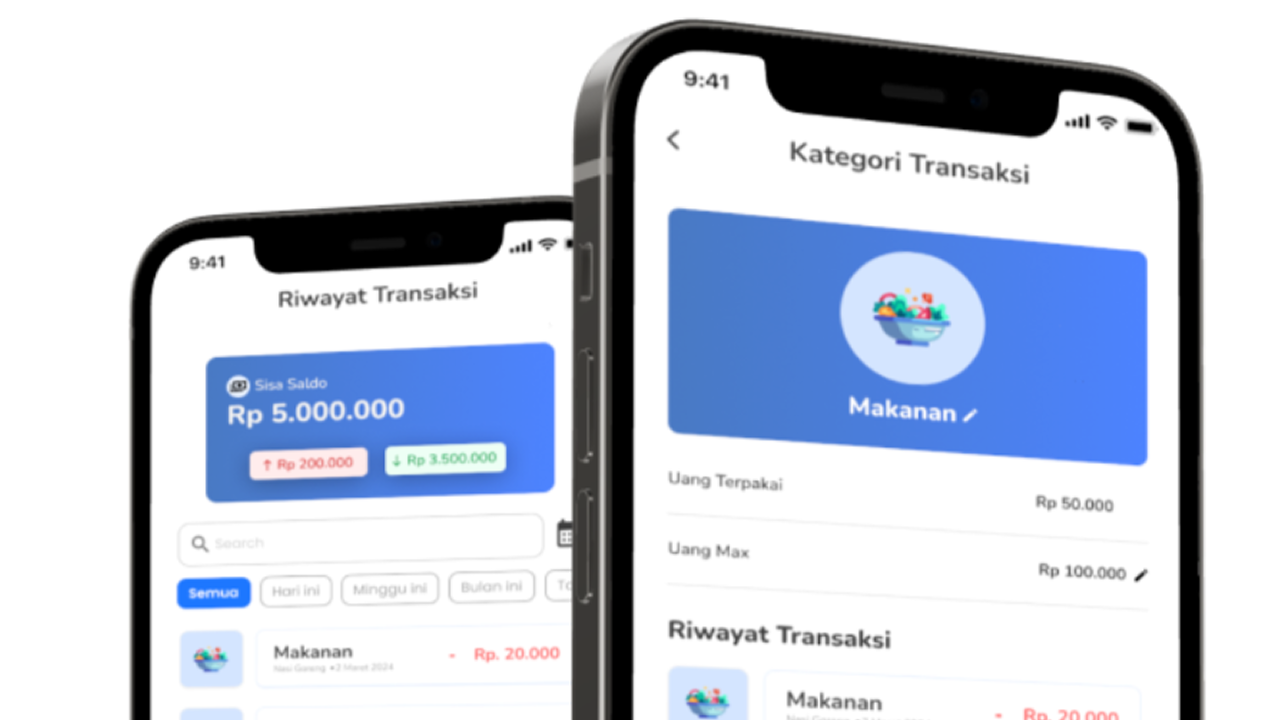 9:41
Riwayat Transaksi
Sisa Saldo
Rp 5.000.000
↑ Rp 200.000
↓ Rp 3.500.000
Search
Semua
Hari ini
Minggu ini
Bulan ini
Makanan
- Rp. 20.000
Nasi Goreng •3 Maret 2024
9:41
Kategori Transaksi
Makanan
Uang Terpakai
Rp 50.000
Uang Max
Rp 100.000
Riwayat Transaksi
Makanan
- Rp. 20.000